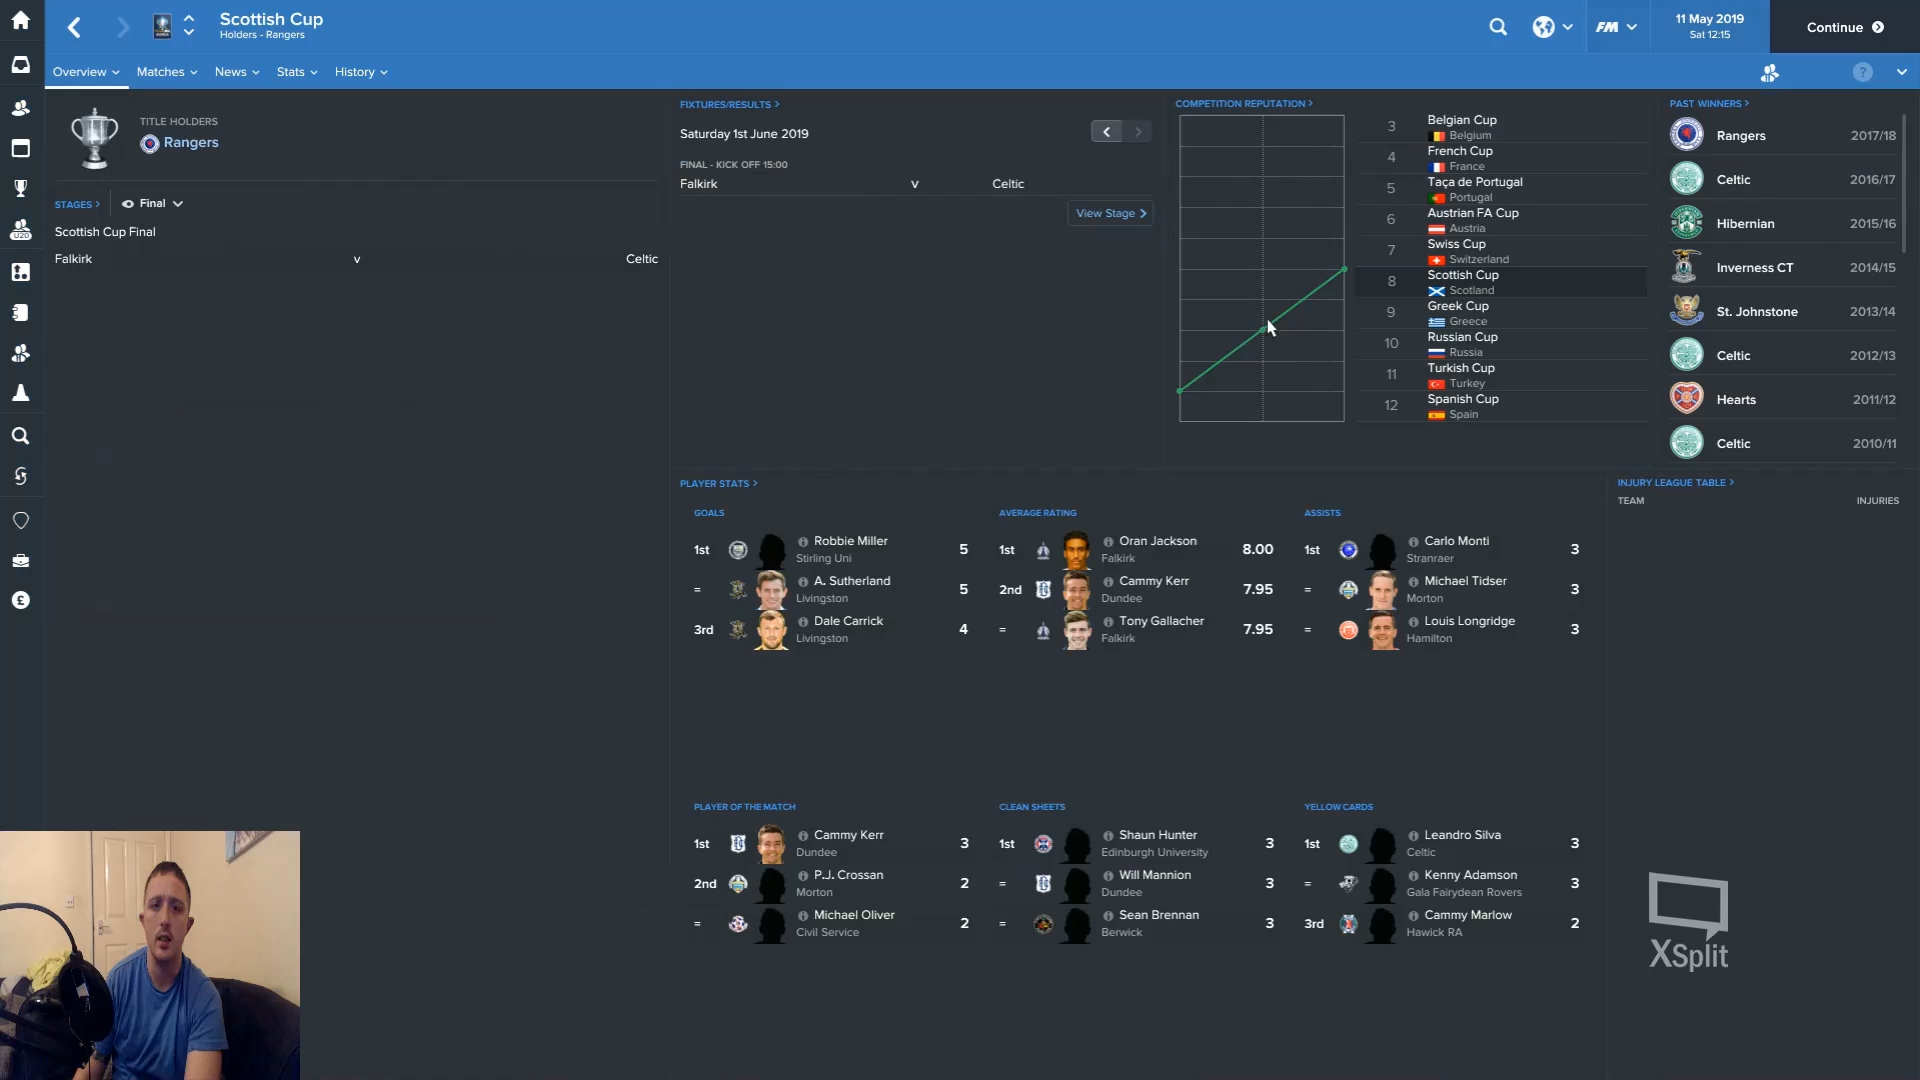 Scottish Cup
Holders - Rangers
FM
11 May 2019
Sat 12:15
Continue
Overview
Matches
News
Stats
History
?
TITLE HOLDERS
Rangers
STAGES >
Final
Scottish Cup Final
Falkirk v Celtic
FIXTURES/RESULTS >
Saturday 1st June 2019
FINAL - KICK OFF 15:00
Falkirk v Celtic
View Stage >
COMPETITION REPUTATION >
3 Belgian Cup
Belgium
4 French Cup
France
5 Taça de Portugal
Portugal
6 Austrian FA Cup
Austria
7 Swiss Cup
Switzerland
8 Scottish Cup
Scotland
9 Greek Cup
Greece
10 Russian Cup
Russia
11 Turkish Cup
Turkey
12 Spanish Cup
Spain
PAST WINNERS >
Rangers 2017/18
Celtic 2016/17
Hibernian 2015/16
Inverness CT 2014/15
St. Johnstone 2013/14
Celtic 2012/13
Hearts 2011/12
Celtic 2010/11
PLAYER STATS >
GOALS
1st Robbie Miller 5
Stirling Uni
= A. Sutherland 5
Livingston
3rd Dale Carrick 4
Livingston
AVERAGE RATING
1st Oran Jackson 8.00
Falkirk
2nd Cammy Kerr 7.95
Dundee
= Tony Gallacher 7.95
Falkirk
ASSISTS
1st Carlo Monti 3
Stranraer
= Michael Tidser 3
Morton
= Louis Longridge 3
Hamilton
INJURY LEAGUE TABLE >
TEAM INJURIES
PLAYER OF THE MATCH
1st Cammy Kerr 3
Dundee
2nd P.J. Crossan 2
Morton
= Michael Oliver 2
Civil Service
CLEAN SHEETS
1st Shaun Hunter 3
Edinburgh University
= Will Mannion 3
Dundee
= Sean Brennan 3
Berwick
YELLOW CARDS
1st Leandro Silva 3
Celtic
= Kenny Adamson 3
Gala Fairydean Rovers
3rd Cammy Marlow 2
Hawick RA
XSplit
U20
£